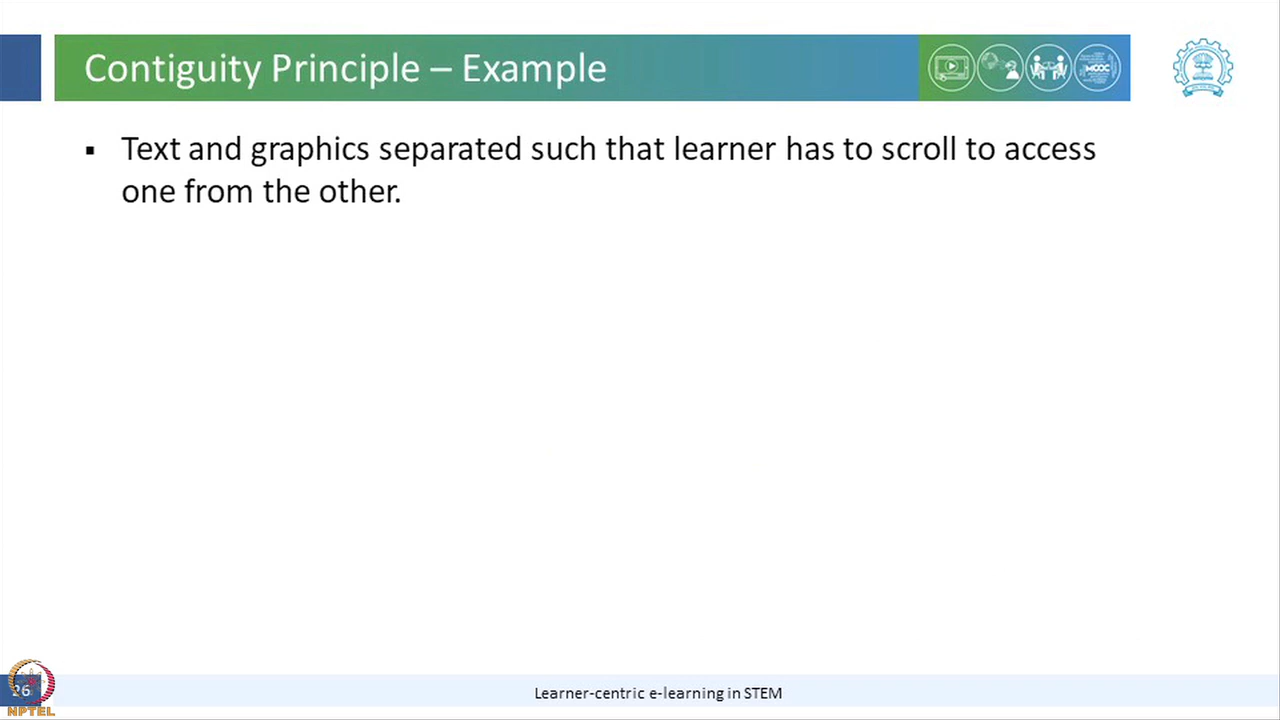 Contiguity Principle – Example
MOOC
▪ Text and graphics separated such that learner has to scroll to access
one from the other.
26
Learner-centric e-learning in STEM
NPTEL